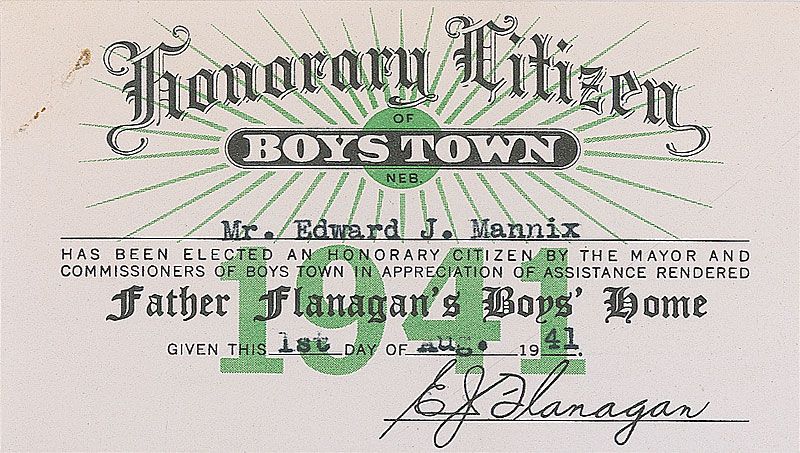 Honorary Citizen
OF
BOYS TOWN
NEB.
Mr. Edward J. Mannix
HAS BEEN ELECTED AN HONORARY CITIZEN BY THE MAYOR AND
COMMISSIONERS OF BOYS TOWN IN APPRECIATION OF ASSISTANCE RENDERED
Father Flanagan's Boys' Home
1941
GIVEN THIS 1st DAY OF Aug. 1941.
E J Flanagan